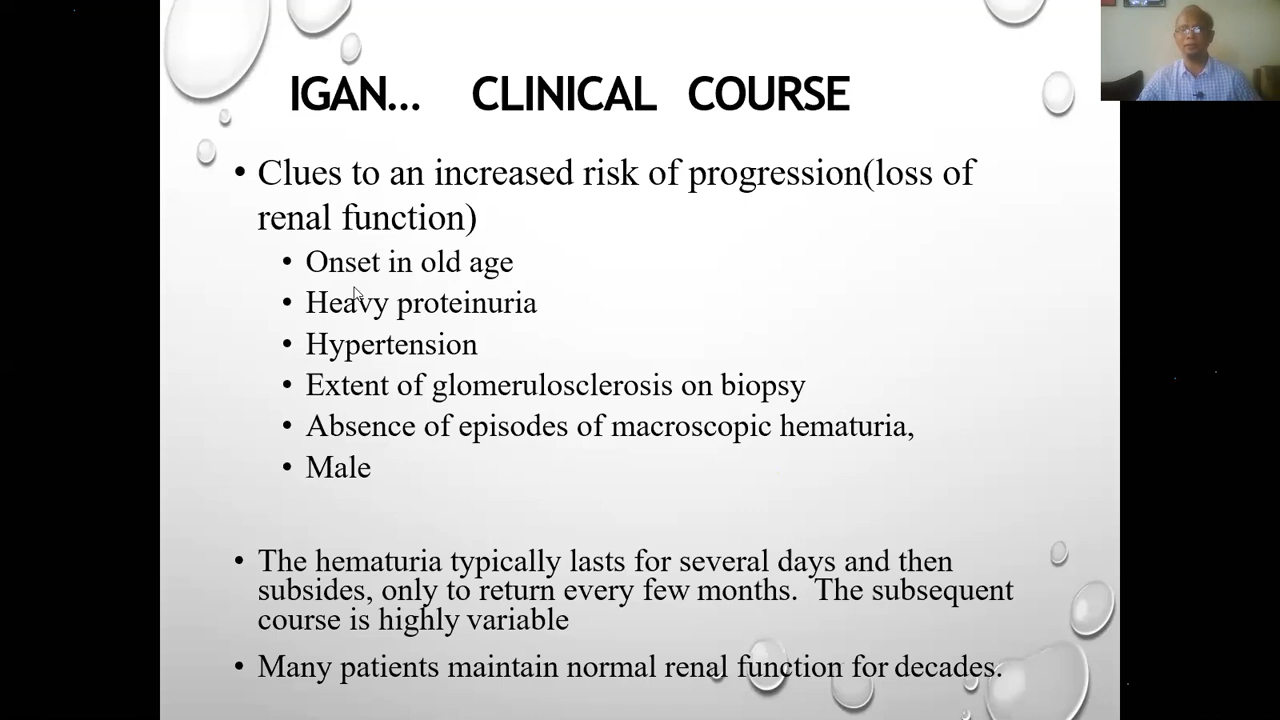 IGAN... CLINICAL COURSE
• Clues to an increased risk of progression(loss of
renal function)
• Onset in old age
• Heavy proteinuria
• Hypertension
• Extent of glomerulosclerosis on biopsy
• Absence of episodes of macroscopic hematuria,
• Male
• The hematuria typically lasts for several days and then
subsides, only to return every few months. The subsequent
course is highly variable
• Many patients maintain normal renal function for decades.